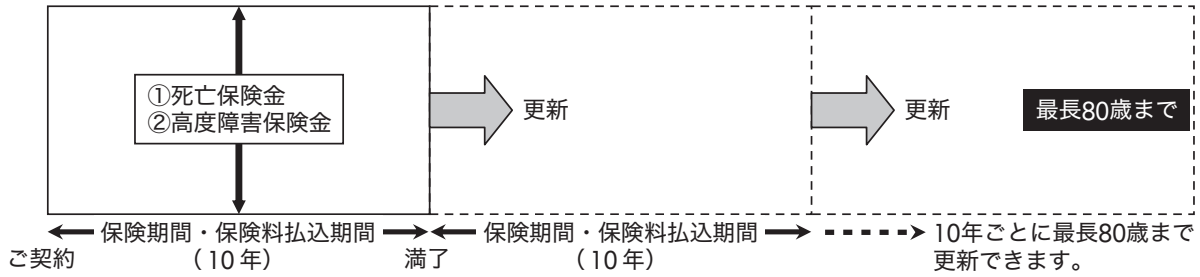 ①死亡保険金
②高度障害保険金
更新
更新
最長80歳まで
保険期間・保険料払込期間
保険期間・保険料払込期間
10年ごとに最長80歳まで
ご契約
（10年）
満了
（10年）
更新できます。